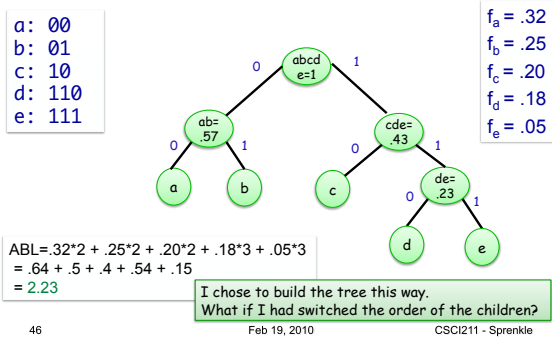 a: 00
b: 01
c: 10
d: 110
e: 111
fa = .32
fb = .25
fc = .20
fd = .18
fe = .05
abcd
e=1
0
1
ab=
.57
cde=
.43
0
1
0
1
a
b
c
de=
.23
0
1
d
e
ABL=.32*2 + .25*2 + .20*2 + .18*3 + .05*3
= .64 + .5 + .4 + .54 + .15
= 2.23
I chose to build the tree this way.
What if I had switched the order of the children?
46
Feb 19, 2010
CSCI211 - Sprenkle